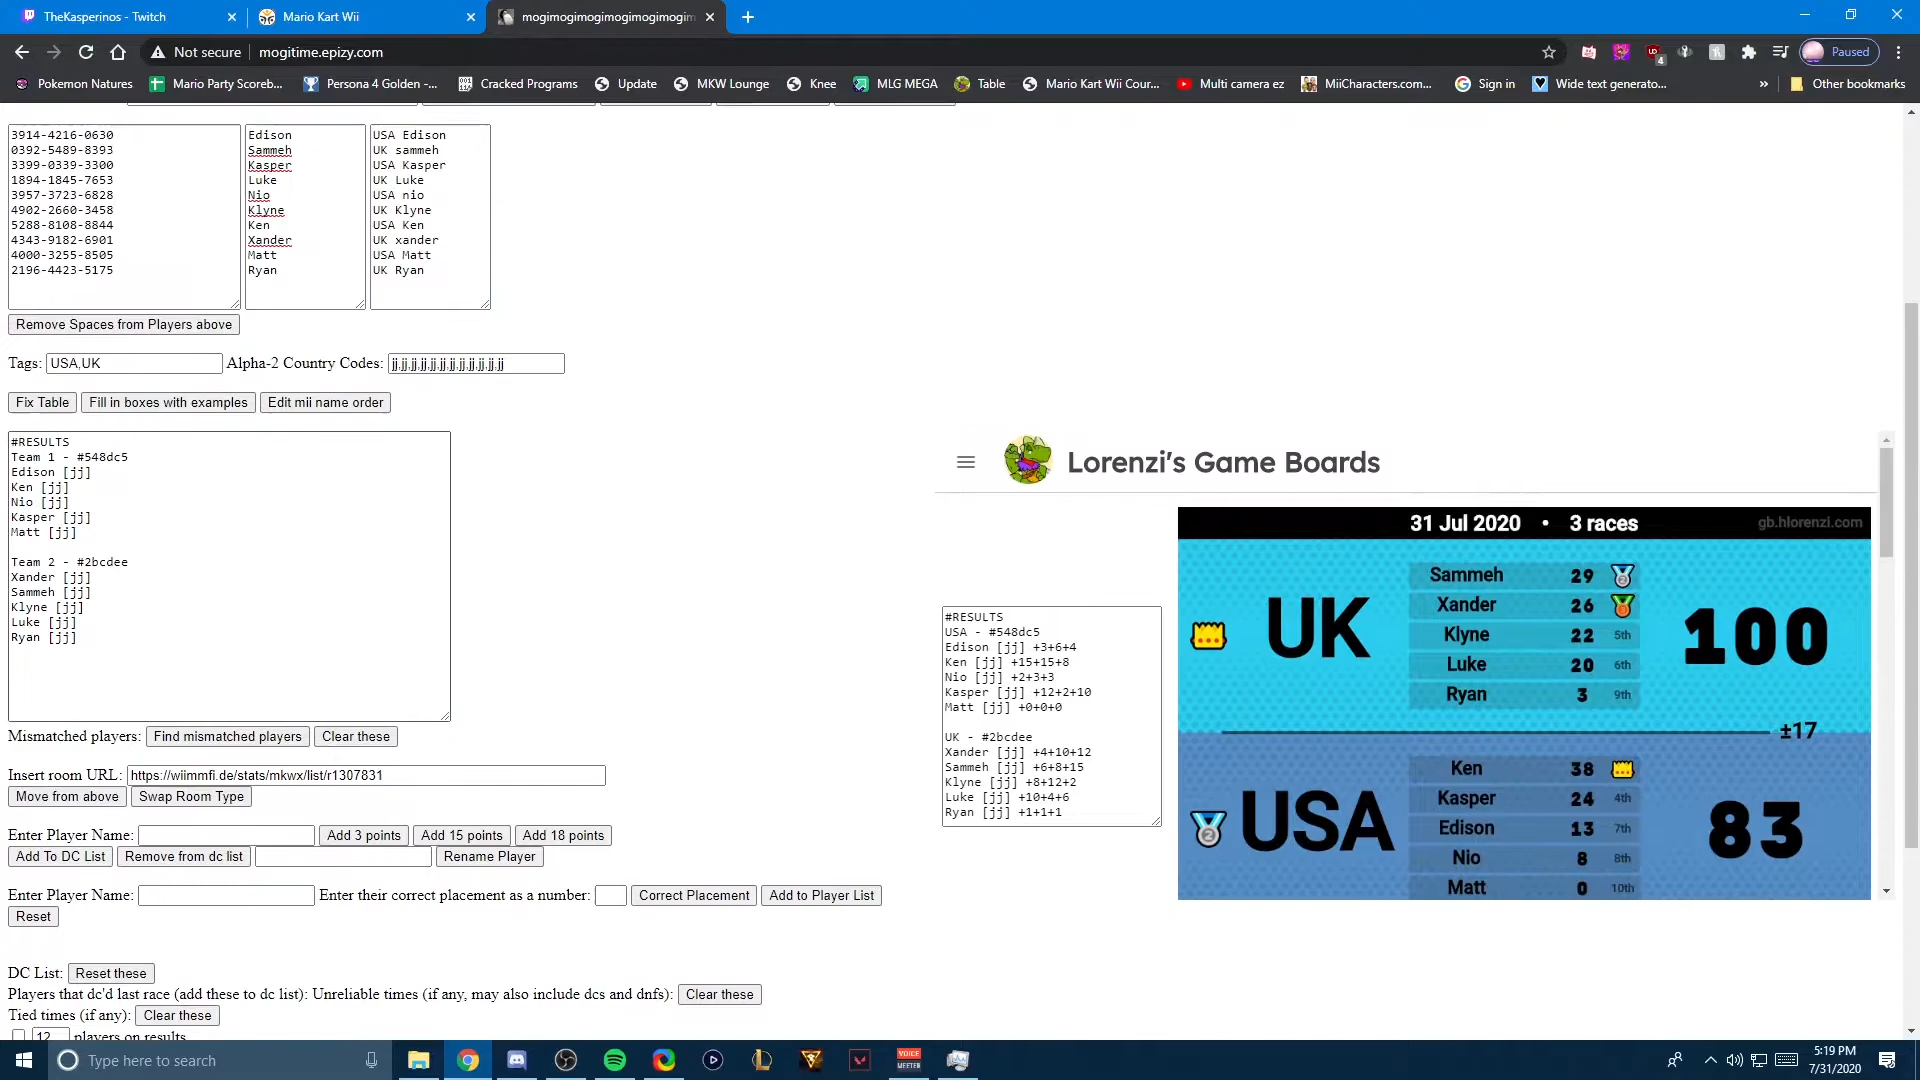 TheKasperinos - Twitch
Mario Kart Wii
mogimogimogimogimogimogim
Not secure
mogitime.epizy.com
Paused
Pokemon Natures
Mario Party Scoreb...
Persona 4 Golden -...
Cracked Programs
Update
MKW Lounge
Knee
MLG MEGA
Table
Mario Kart Wii Cour...
Multi camera ez
MiiCharacters.com...
Sign in
Wide text generato...
»
Other bookmarks
3914-4216-0630
0392-5489-8393
3399-0339-3300
1894-1845-7653
3957-3723-6828
4902-2660-3458
5288-8108-8844
4343-9182-6901
4000-3255-8505
2196-4423-5175
Edison
Sammeh
Kasper
Luke
Nio
Klyne
Ken
Xander
Matt
Ryan
USA Edison
UK sammeh
USA Kasper
UK Luke
USA nio
UK Klyne
USA Ken
UK xander
USA Matt
UK Ryan
Remove Spaces from Players above
Tags: USA,UK Alpha-2 Country Codes: jj,jj,jj,jj,jj,jj,jj,jj,jj,jj,jj,jj
Fix Table Fill in boxes with examples Edit mii name order
#RESULTS
Team 1 - #548dc5
Edison [jj]
Ken [jj]
Nio [jj]
Kasper [jj]
Matt [jj]
Team 2 - #2bcdee
Xander [jj]
Sammeh [jj]
Klyne [jj]
Luke [jj]
Ryan [jj]
Mismatched players: Find mismatched players Clear these
Insert room URL: https://wiimmfi.de/stats/mkwx/list/r1307831
Move from above Swap Room Type
Enter Player Name: Add 3 points Add 15 points Add 18 points
Add To DC List Remove from dc list Rename Player
Enter Player Name: Enter their correct placement as a number: Correct Placement Add to Player List
Reset
DC List: Reset these
Players that dc'd last race (add these to dc list): Unreliable times (if any, may also include dcs and dnfs): Clear these
Tied times (if any): Clear these
12 players on results
Lorenzi's Game Boards
#RESULTS
USA - #548dc5
Edison [jj] +3+6+4
Ken [jj] +15+15+8
Nio [jj] +2+3+3
Kasper [jj] +12+2+10
Matt [jj] +0+0+0
UK - #2bcdee
Xander [jj] +4+10+12
Sammeh [jj] +6+8+15
Klyne [jj] +8+12+2
Luke [jj] +10+4+6
Ryan [jj] +1+1+1
31 Jul 2020 • 3 races
gb.hlorenzi.com
UK
Sammeh 29 2
Xander 26 3
Klyne 22 5th
Luke 20 6th
Ryan 3 9th
100
±17
2
USA
Ken 38
Kasper 24 4th
Edison 13 7th
Nio 8 8th
Matt 0 10th
83
Type here to search
VOICE
MEETER
5:19 PM
7/31/2020